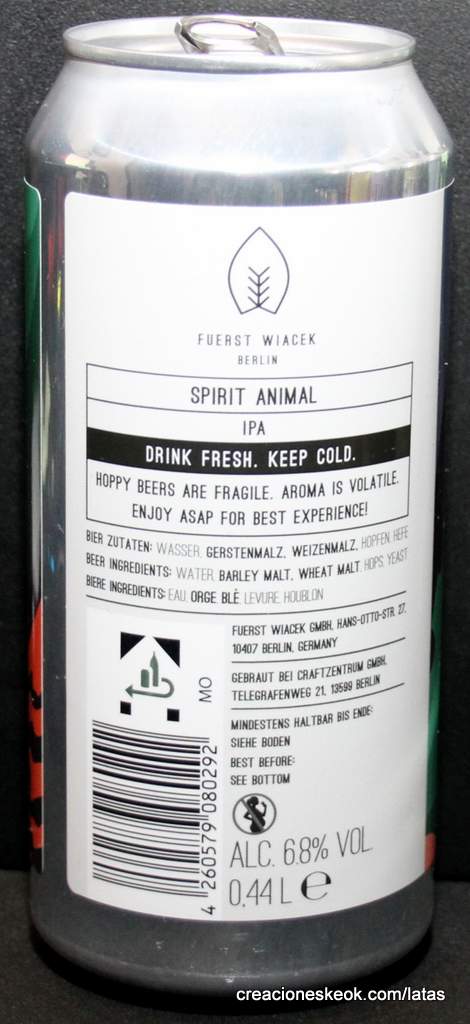 FUERST WIACEK
BERLIN
SPIRIT ANIMAL
IPA
DRINK FRESH. KEEP COLD.
HOPPY BEERS ARE FRAGILE. AROMA IS VOLATILE.
ENJOY ASAP FOR BEST EXPERIENCE!
BIER ZUTATEN: WASSER, GERSTENMALZ, WEIZENMALZ, HOPFEN, HEFE
BEER INGREDIENTS: WATER, BARLEY MALT, WHEAT MALT, HOPS, YEAST
BIERE INGREDIENTS: EAU, ORGE, BLÈ, LEVURE, HOUBLON
FUERST WIACEK GMBH, HANS-OTTO-STR. 27,
10407 BERLIN, GERMANY
GEBRAUT BEI CRAFTZENTRUM GMBH,
TELEGRAFENWEG 21, 13599 BERLIN
MINDESTENS HALTBAR BIS ENDE:
SIEHE BODEN
BEST BEFORE:
SEE BOTTOM
ALC. 6.8% VOL.
0,44 L e
MO
4 260579 080292
creacioneskeok.com/latas